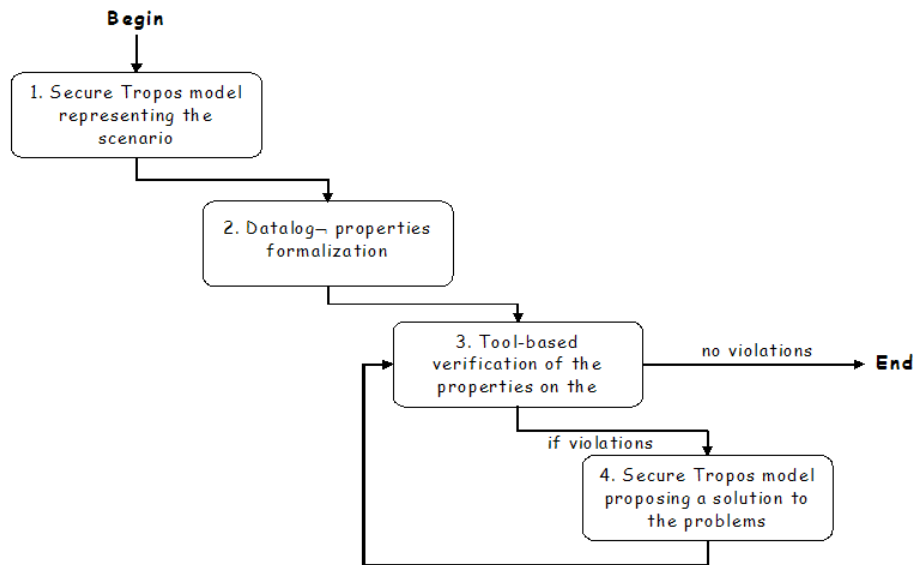 Begin
1. Secure Tropos model
representing the
scenario
2. Datalog¬ properties
formalization
3. Tool-based
verification of the
properties on the
no violations
End
if violations
4. Secure Tropos model
proposing a solution to
the problems